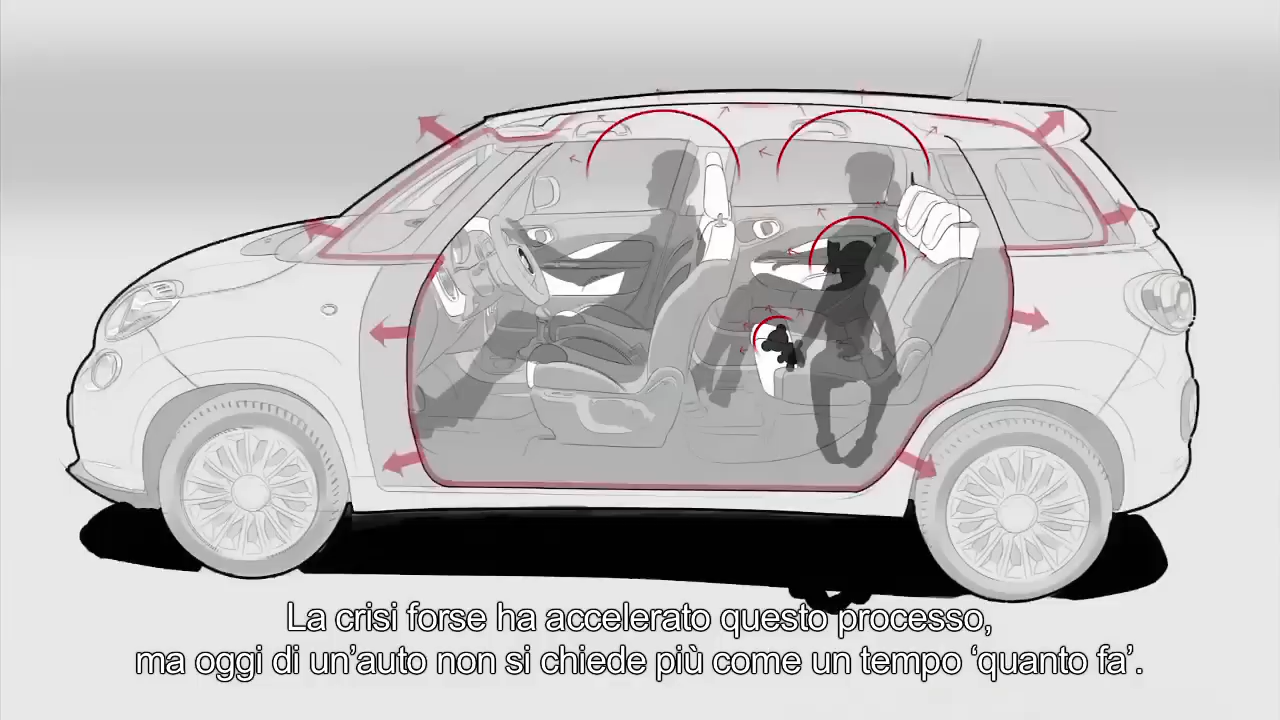 La crisi forse ha accelerato questo processo,
ma oggi di un’auto non si chiede più come un tempo ‘quanto fa’.